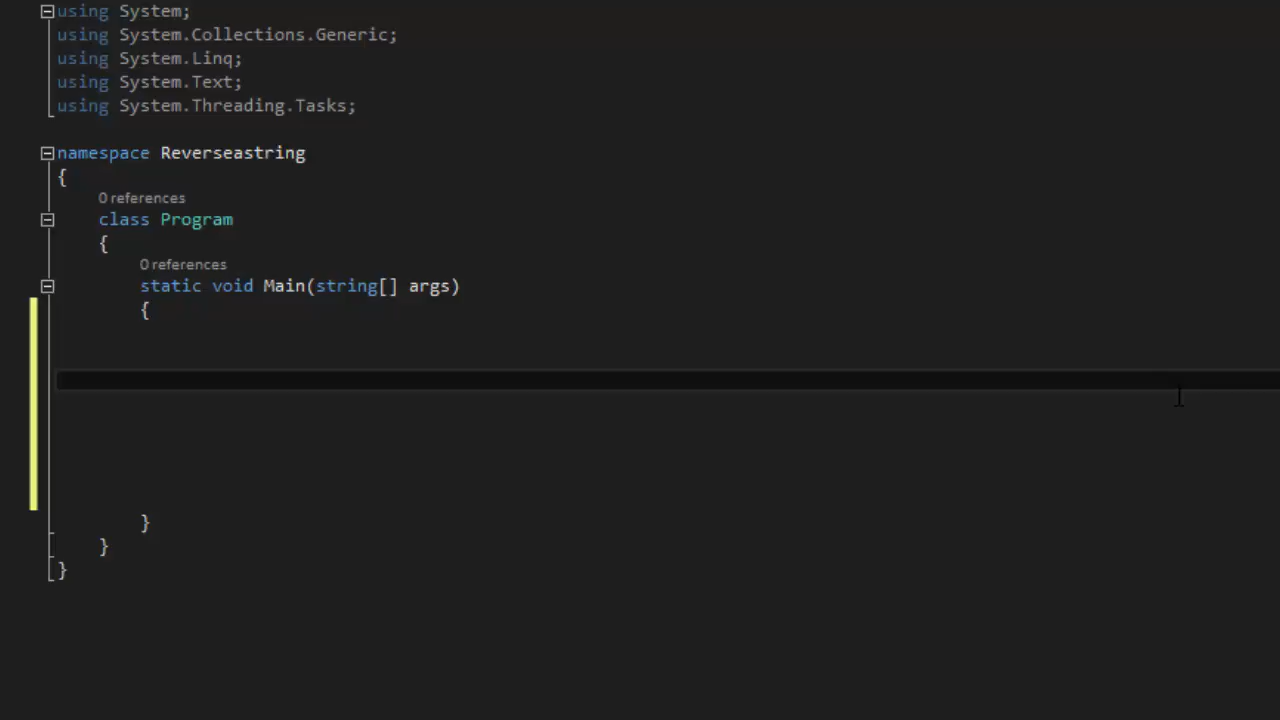 using System;
using System.Collections.Generic;
using System.Linq;
using System.Text;
using System.Threading.Tasks;
namespace Reverseastring
{
0 references
class Program
{
0 references
static void Main(string[] args)
{
}
}
}